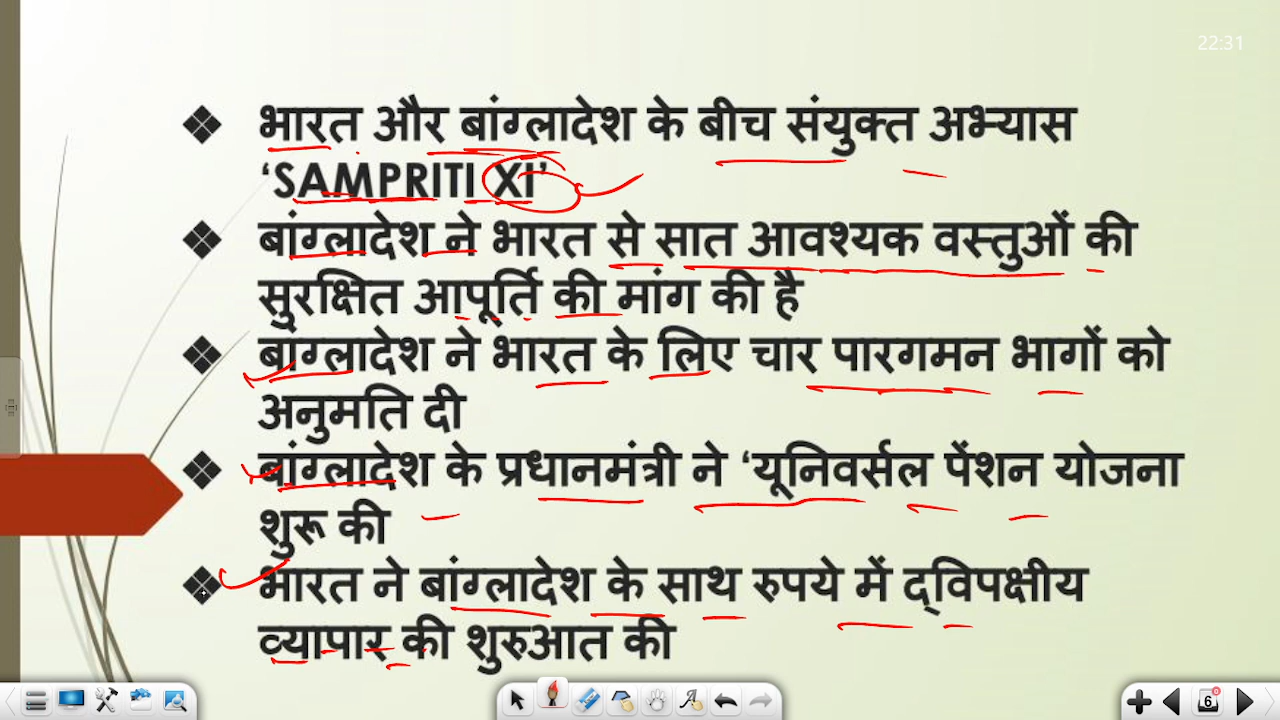 22:31
❖ भारत और बांग्लादेश के बीच संयुक्त अभ्यास
‘SAMPRITI XI’
❖ बांग्लादेश ने भारत से सात आवश्यक वस्तुओं की
सुरक्षित आपूर्ति की मांग की है
❖ बांग्लादेश ने भारत के लिए चार पारगमन भागों को
अनुमति दी
❖ बांग्लादेश के प्रधानमंत्री ने ‘यूनिवर्सल पेंशन योजना
शुरू की
❖ भारत ने बांग्लादेश के साथ रुपये में द्विपक्षीय
व्यापार की शुरुआत की
6